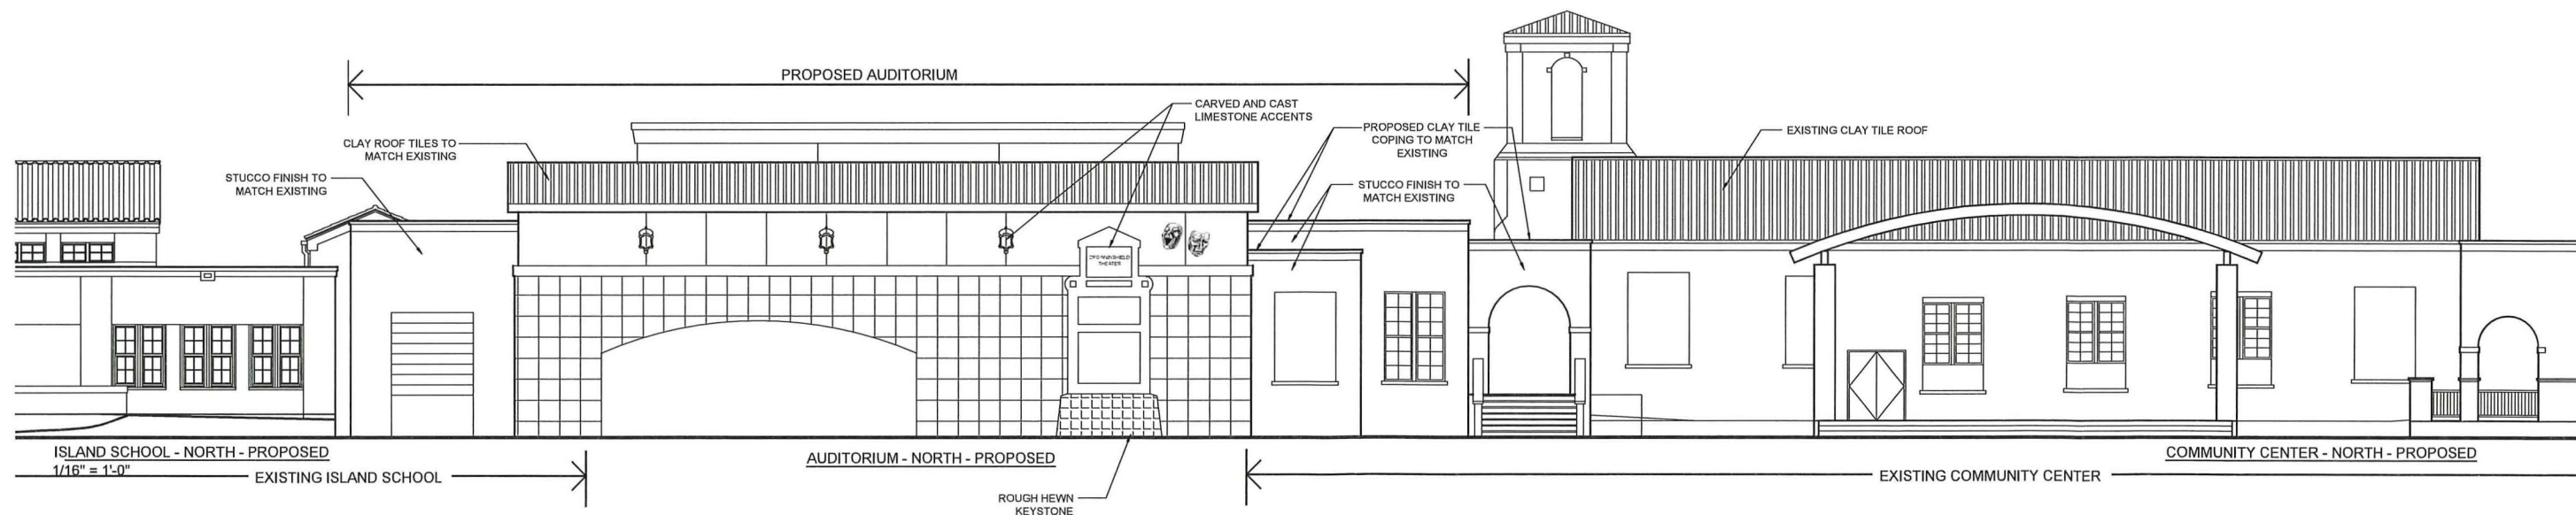 PROPOSED AUDITORIUM
CARVED AND CAST
LIMESTONE ACCENTS
PROPOSED CLAY TILE
COPING TO MATCH
EXISTING
EXISTING CLAY TILE ROOF
CLAY ROOF TILES TO
MATCH EXISTING
STUCCO FINISH TO
MATCH EXISTING
STUCCO FINISH TO
MATCH EXISTING
THEATER
ISLAND SCHOOL - NORTH - PROPOSED
1/16" = 1'-0"
EXISTING ISLAND SCHOOL
AUDITORIUM - NORTH - PROPOSED
ROUGH HEWN
KEYSTONE
COMMUNITY CENTER - NORTH - PROPOSED
EXISTING COMMUNITY CENTER